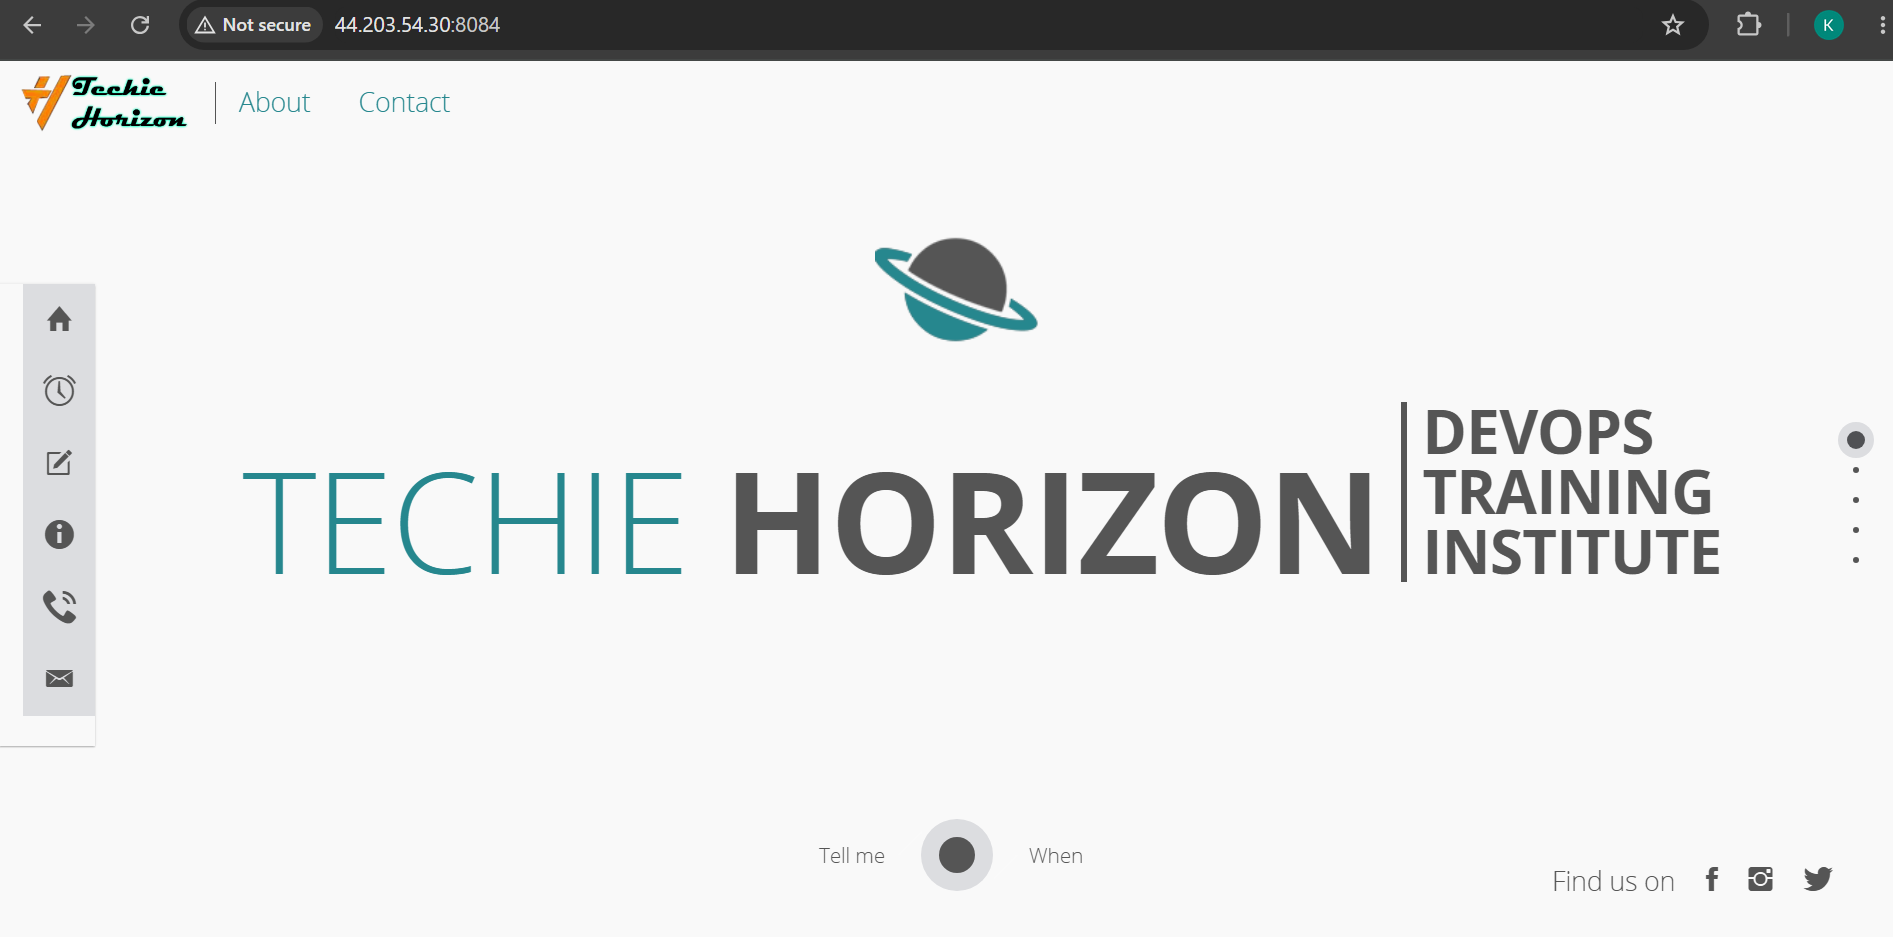 Not secure 44.203.54.30:8084
K
Techie
Horizon
About Contact
TECHIE HORIZON
DEVOPS
TRAINING
INSTITUTE
Tell me When
Find us on